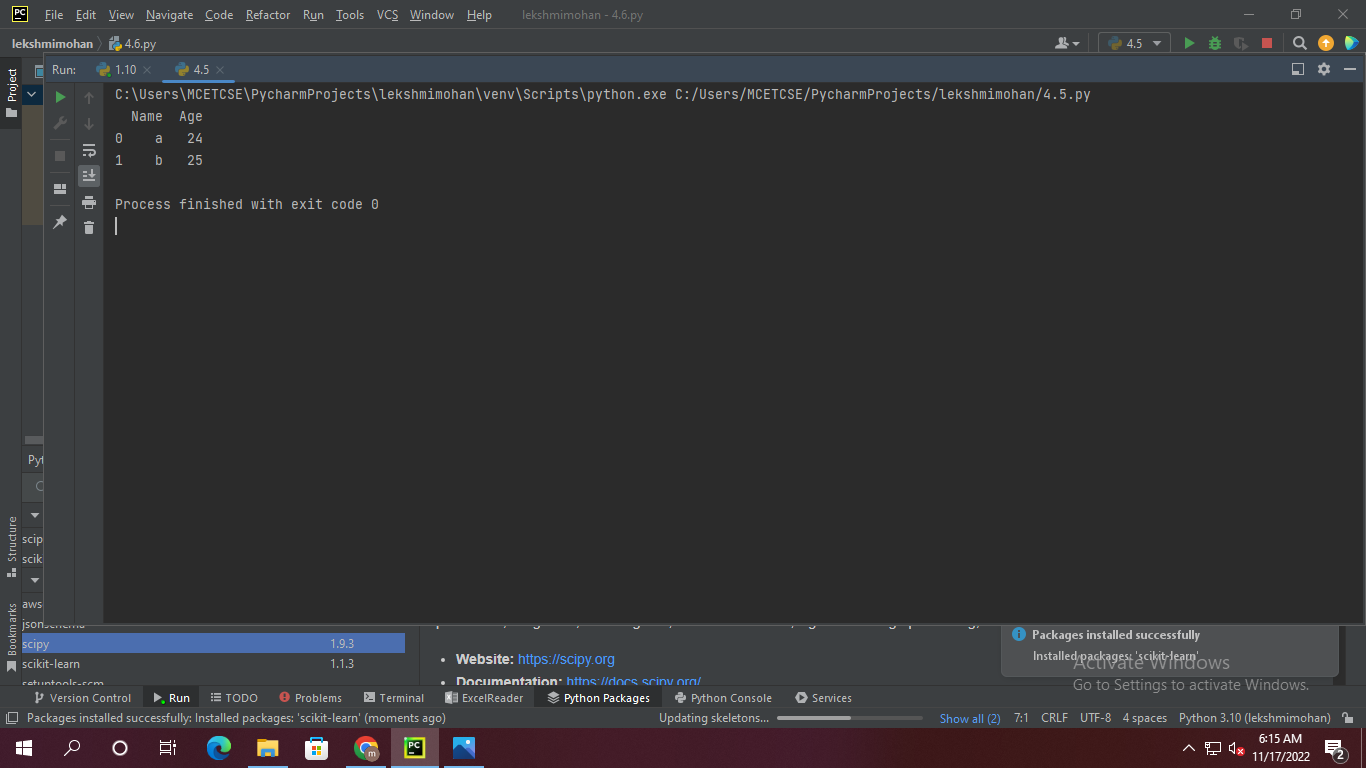 PC File Edit View Navigate Code Refactor Run Tools VCS Window Help lekshmimohan - 4.6.py
lekshmimohan 4.6.py 4.5
Run: 1.10 4.5
Project
C:\Users\MCETCSE\PycharmProjects\lekshmimohan\venv\Scripts\python.exe C:/Users/MCETCSE/PycharmProjects/lekshmimohan/4.5.py
Name Age
0 a 24
1 b 25
Process finished with exit code 0
Structure
Bookmarks
scipy 1.9.3
scikit-learn 1.1.3
Website: https://scipy.org
Documentation: https://docs.scipy.org/
Packages installed successfully
Installed packages: 'scikit-learn'
Activate Windows
Go to Settings to activate Windows.
Version Control Run TODO Problems Terminal ExcelReader Python Packages Python Console Services
Packages installed successfully: Installed packages: 'scikit-learn' (moments ago) Updating skeletons... Show all (2) 7:1 CRLF UTF-8 4 spaces Python 3.10 (lekshmimohan)
m PC 6:15 AM
11/17/2022 2